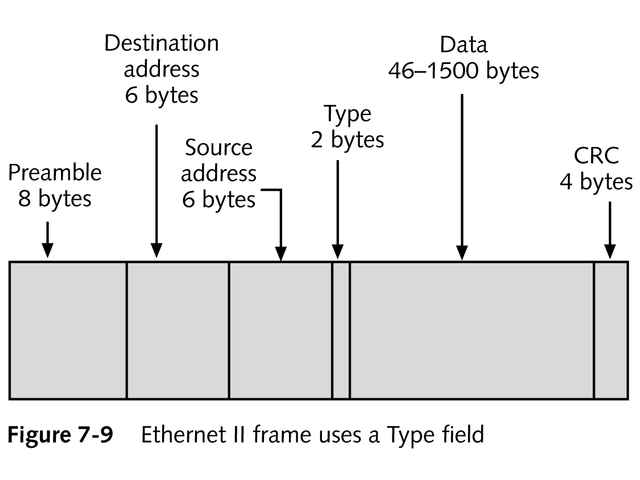 Destination
address
6 bytes
Data
46–1500 bytes
Type
2 bytes
Source
address
6 bytes
CRC
4 bytes
Preamble
8 bytes
Figure 7-9 Ethernet II frame uses a Type field